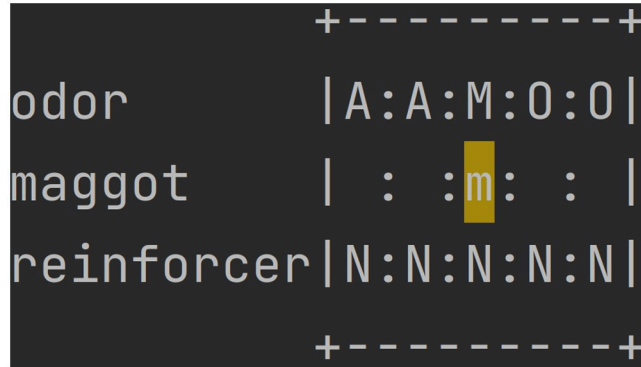 +---------+
odor |A:A:M:O:O|
maggot | : :m: : |
reinforcer|N:N:N:N:N|
+---------+